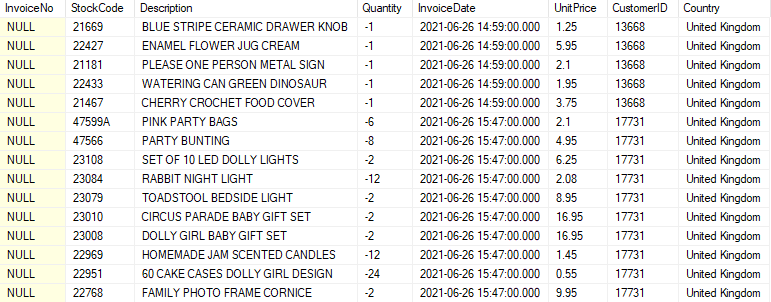 InvoiceNo StockCode Description Quantity InvoiceDate UnitPrice CustomerID Country
NULL 21669 BLUE STRIPE CERAMIC DRAWER KNOB -1 2021-06-26 14:59:00.000 1.25 13668 United Kingdom
NULL 22427 ENAMEL FLOWER JUG CREAM -1 2021-06-26 14:59:00.000 5.95 13668 United Kingdom
NULL 21181 PLEASE ONE PERSON METAL SIGN -1 2021-06-26 14:59:00.000 2.1 13668 United Kingdom
NULL 22433 WATERING CAN GREEN DINOSAUR -1 2021-06-26 14:59:00.000 1.95 13668 United Kingdom
NULL 21467 CHERRY CROCHET FOOD COVER -1 2021-06-26 14:59:00.000 3.75 13668 United Kingdom
NULL 47599A PINK PARTY BAGS -6 2021-06-26 15:47:00.000 2.1 17731 United Kingdom
NULL 47566 PARTY BUNTING -8 2021-06-26 15:47:00.000 4.95 17731 United Kingdom
NULL 23108 SET OF 10 LED DOLLY LIGHTS -2 2021-06-26 15:47:00.000 6.25 17731 United Kingdom
NULL 23084 RABBIT NIGHT LIGHT -12 2021-06-26 15:47:00.000 2.08 17731 United Kingdom
NULL 23079 TOADSTOOL BEDSIDE LIGHT -2 2021-06-26 15:47:00.000 8.95 17731 United Kingdom
NULL 23010 CIRCUS PARADE BABY GIFT SET -2 2021-06-26 15:47:00.000 16.95 17731 United Kingdom
NULL 23008 DOLLY GIRL BABY GIFT SET -2 2021-06-26 15:47:00.000 16.95 17731 United Kingdom
NULL 22969 HOMEMADE JAM SCENTED CANDLES -12 2021-06-26 15:47:00.000 1.45 17731 United Kingdom
NULL 22951 60 CAKE CASES DOLLY GIRL DESIGN -24 2021-06-26 15:47:00.000 0.55 17731 United Kingdom
NULL 22768 FAMILY PHOTO FRAME CORNICE -2 2021-06-26 15:47:00.000 9.95 17731 United Kingdom